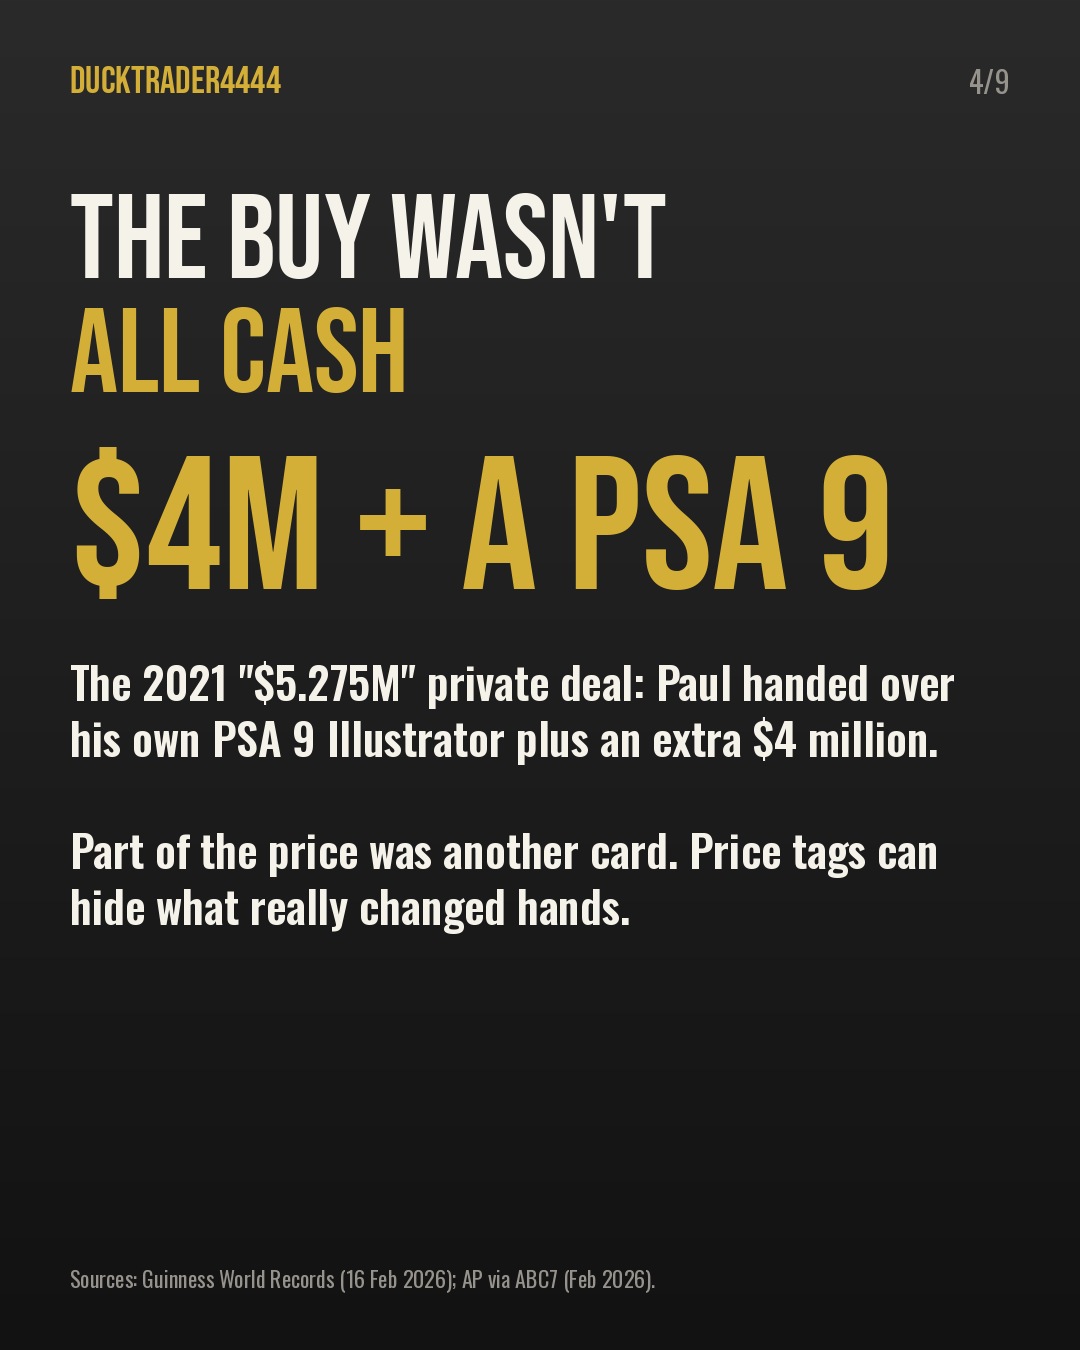 DUCKTRADER4444
4/9
THE BUY WASN'T
ALL CASH
$4M + A PSA 9
The 2021 "$5.275M" private deal: Paul handed over
his own PSA 9 Illustrator plus an extra $4 million.
Part of the price was another card. Price tags can
hide what really changed hands.
Sources: Guinness World Records (16 Feb 2026); AP via ABC7 (Feb 2026).